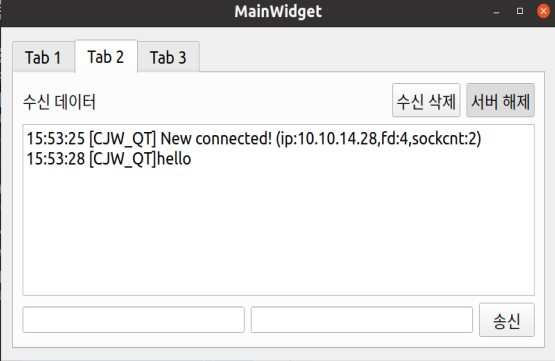 MainWidget
Tab 1 Tab 2 Tab 3
수신 데이터 수신 삭제 서버 해제
15:53:25 [CJW_QT] New connected! (ip:10.10.14.28,fd:4,sockcnt:2)
15:53:28 [CJW_QT]hello
송신